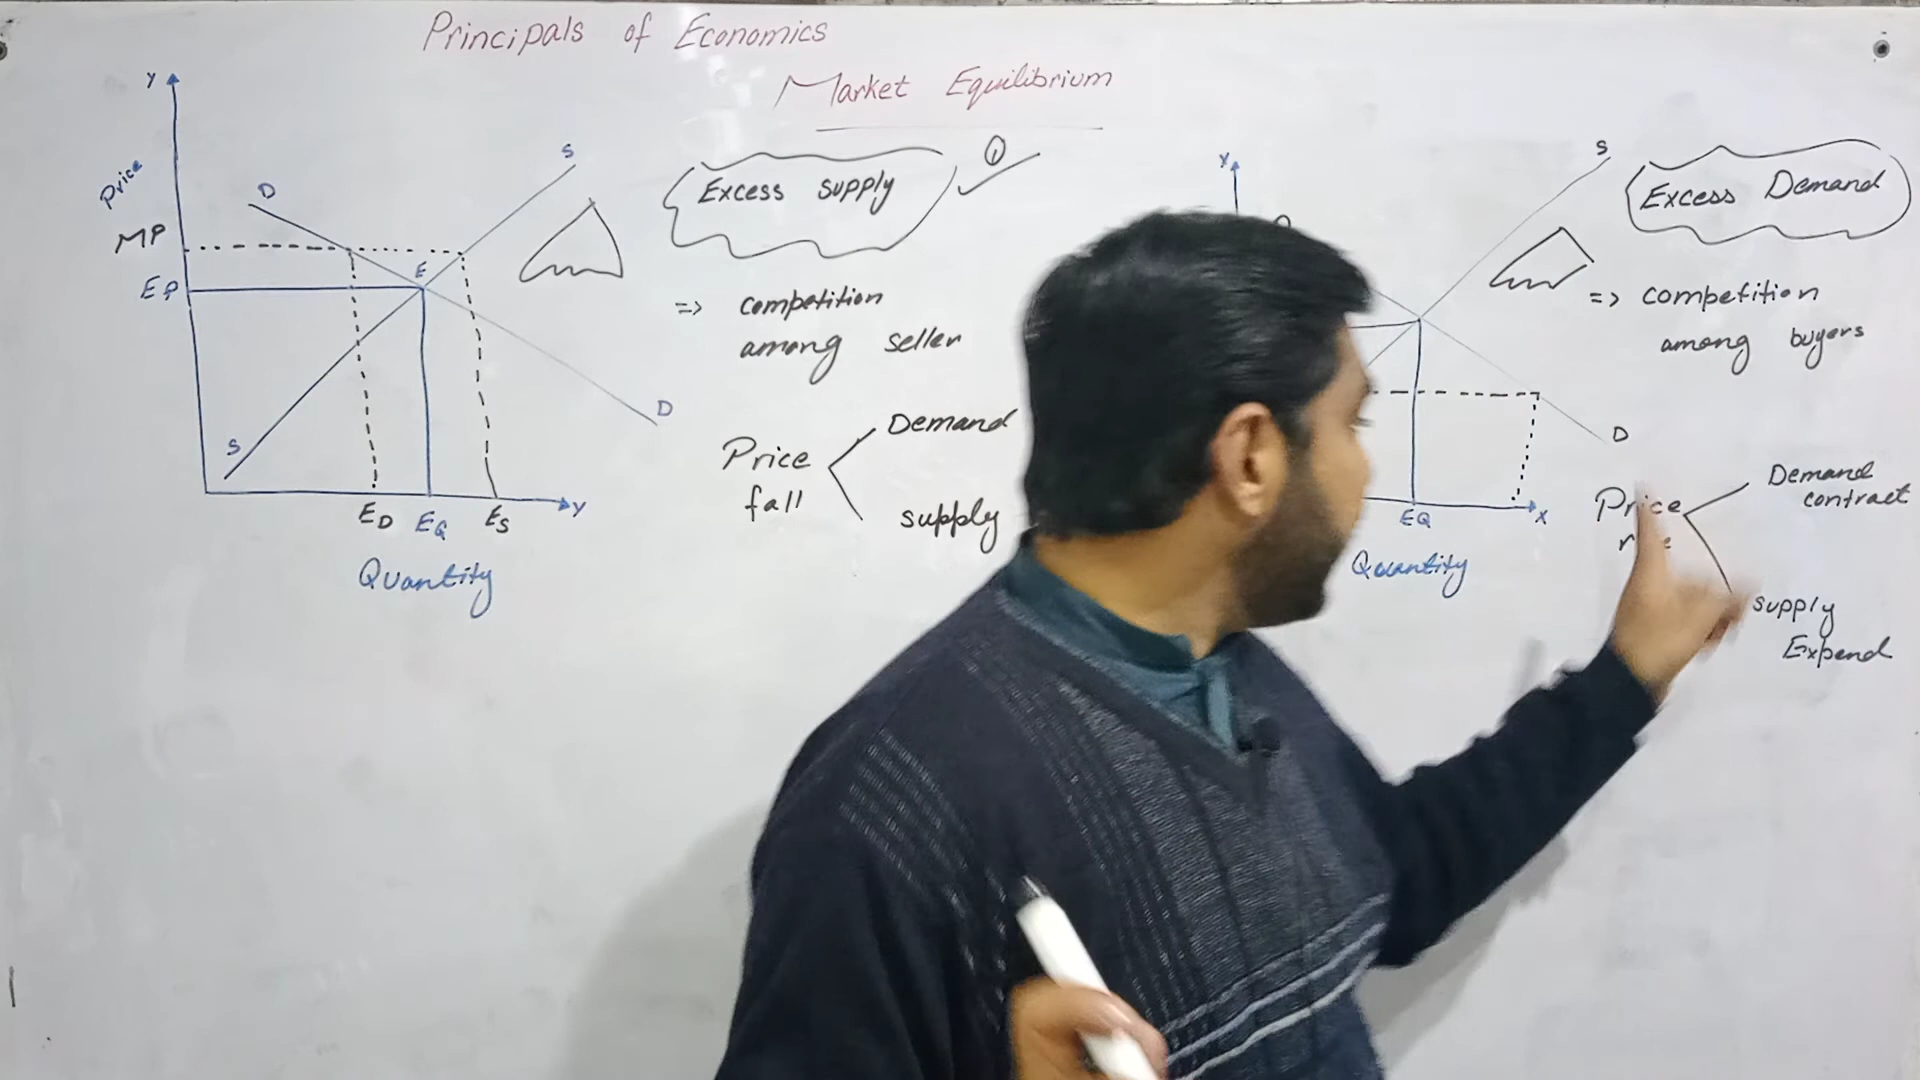 Principals of Economics
Market Equilibrium
Y
Price
MP
EP
D
S
E
S
D
ED
EQ
ES
Y
Quantity
Excess supply
1
=> competition
among seller
Price
fall
Demand
supply
Y
S
D
EQ
X
Quantity
Excess Demand
=> competition
among buyers
Price
Demand
contract
supply
Expend